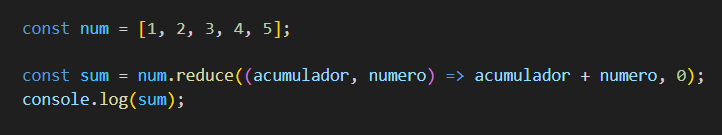 const num = [1, 2, 3, 4, 5];
const sum = num.reduce((acumulador, numero) => acumulador + numero, 0);
console.log(sum);